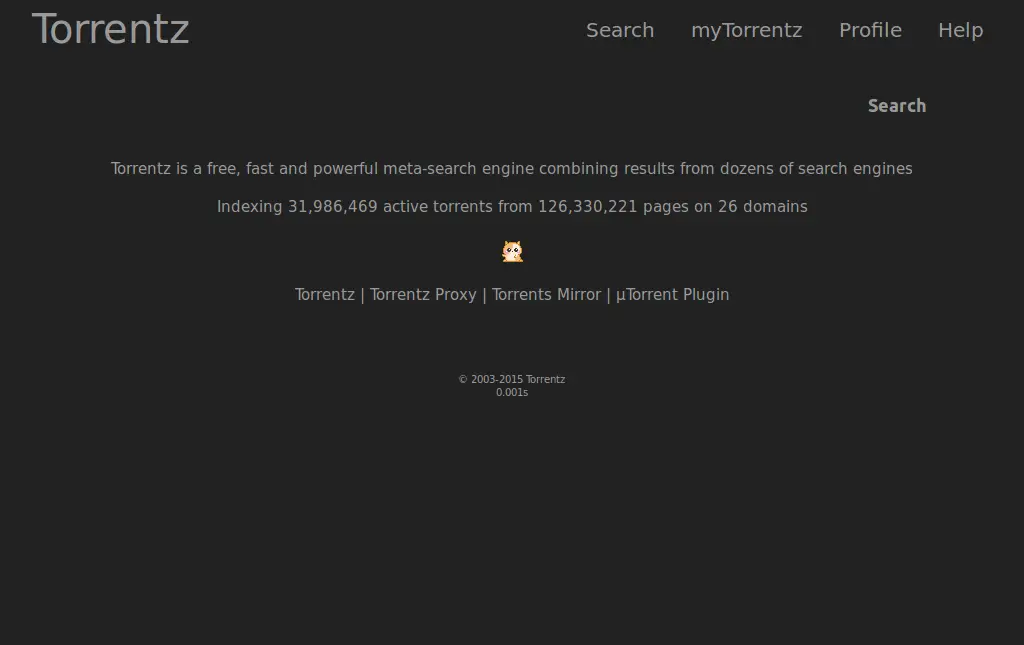 Torrentz
Search myTorrentz Profile Help
Search
Torrentz is a free, fast and powerful meta-search engine combining results from dozens of search engines
Indexing 31,986,469 active torrents from 126,330,221 pages on 26 domains
Torrentz | Torrentz Proxy | Torrents Mirror | µTorrent Plugin
© 2003-2015 Torrentz
0.001s